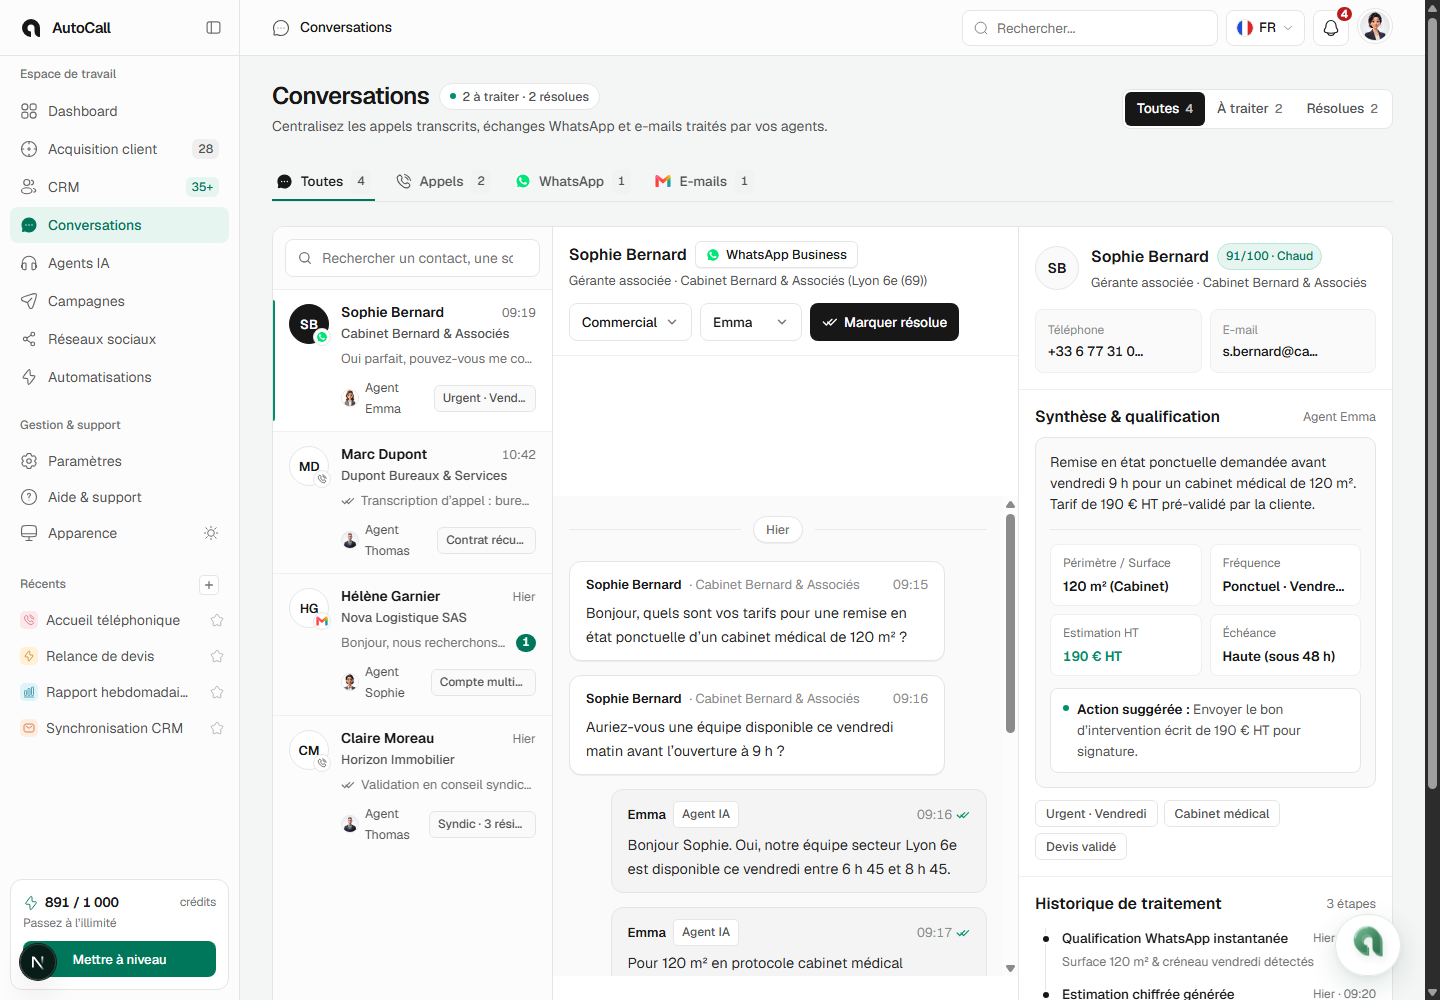 AutoCall
Espace de travail
Dashboard
Acquisition client 28
CRM 35+
Conversations
Agents IA
Campagnes
Réseaux sociaux
Automatisations
Gestion & support
Paramètres
Aide & support
Apparence
Récents +
Accueil téléphonique
Relance de devis
Rapport hebdomadai...
Synchronisation CRM
891 / 1 000 crédits
Passez à l'illimité
Mettre à niveau
N
Conversations
Rechercher...
FR
4
Conversations
2 à traiter · 2 résolues
Centralisez les appels transcrits, échanges WhatsApp et e-mails traités par vos agents.
Toutes 4
À traiter 2
Résolues 2
Toutes 4
Appels 2
WhatsApp 1
E-mails 1
Rechercher un contact, une sc
SB
Sophie Bernard 09:19
Cabinet Bernard & Associés
Oui parfait, pouvez-vous me co...
Agent Emma
Urgent · Vend...
MD
Marc Dupont 10:42
Dupont Bureaux & Services
Transcription d'appel : bure...
Agent Thomas
Contrat récu...
HG
Hélène Garnier Hier
Nova Logistique SAS
Bonjour, nous recherchons... 1
Agent Sophie
Compte multi...
CM
Claire Moreau Hier
Horizon Immobilier
Validation en conseil syndic...
Agent Thomas
Syndic · 3 rési...
Sophie Bernard WhatsApp Business
Gérante associée · Cabinet Bernard & Associés (Lyon 6e (69))
Commercial
Emma
Marquer résolue
Hier
Sophie Bernard · Cabinet Bernard & Associés 09:15
Bonjour, quels sont vos tarifs pour une remise en
état ponctuelle d'un cabinet médical de 120 m² ?
Sophie Bernard · Cabinet Bernard & Associés 09:16
Auriez-vous une équipe disponible ce vendredi
matin avant l'ouverture à 9 h ?
Emma Agent IA 09:16
Bonjour Sophie. Oui, notre équipe secteur Lyon 6e
est disponible ce vendredi entre 6 h 45 et 8 h 45.
Emma Agent IA 09:17
Pour 120 m² en protocole cabinet médical
SB
Sophie Bernard 91/100 · Chaud
Gérante associée · Cabinet Bernard & Associés
Téléphone
+33 6 77 31 0...
E-mail
s.bernard@ca...
Synthèse & qualification Agent Emma
Remise en état ponctuelle demandée avant
vendredi 9 h pour un cabinet médical de 120 m².
Tarif de 190 € HT pré-validé par la cliente.
Périmètre / Surface
120 m² (Cabinet)
Fréquence
Ponctuel · Vendre...
Estimation HT
190 € HT
Échéance
Haute (sous 48 h)
Action suggérée : Envoyer le bon
d'intervention écrit de 190 € HT pour
signature.
Urgent · Vendredi
Cabinet médical
Devis validé
Historique de traitement 3 étapes
Qualification WhatsApp instantanée Hier
Surface 120 m² & créneau vendredi détectés
Estimation chiffrée générée Hier · 09:20